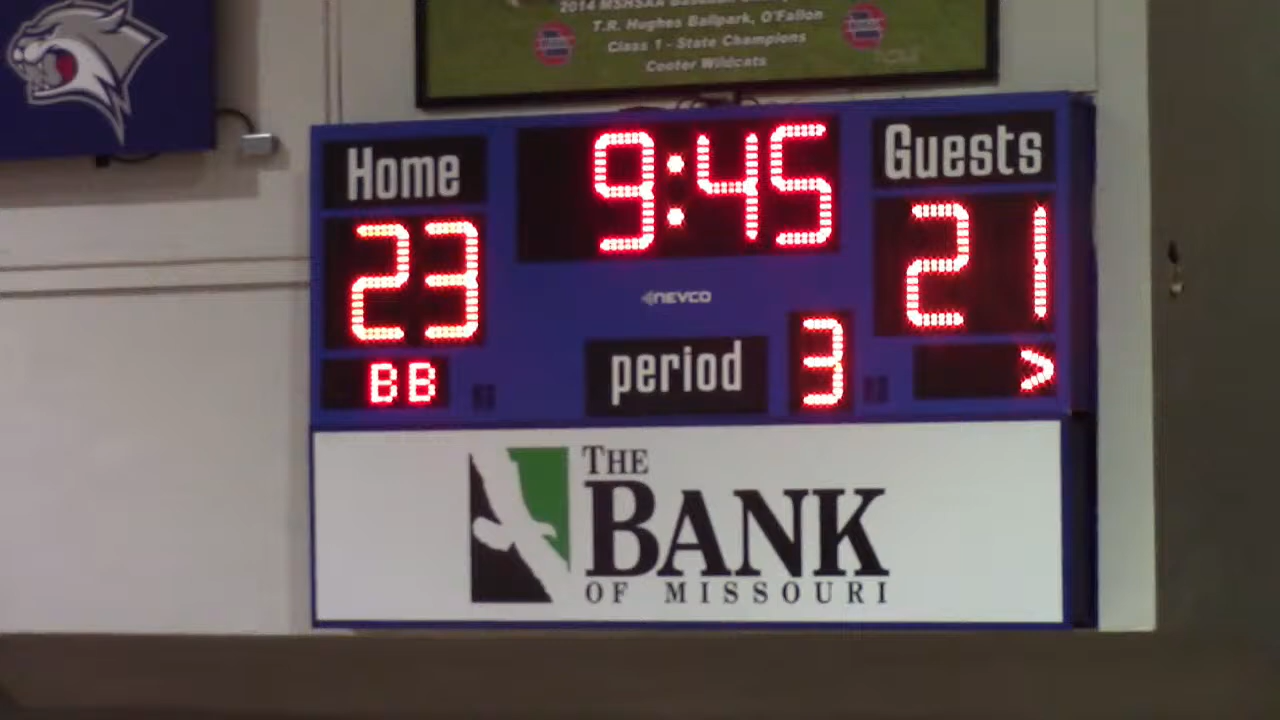 2014 MSHSAA Baseball
T.R. Hughes Ballpark, O'Fallon
Class 1 - State Champions
Cooter Wildcats
Home
9:45
Guests
23
21
NEVCO
BB
period
3
>
THE
BANK
OF MISSOURI